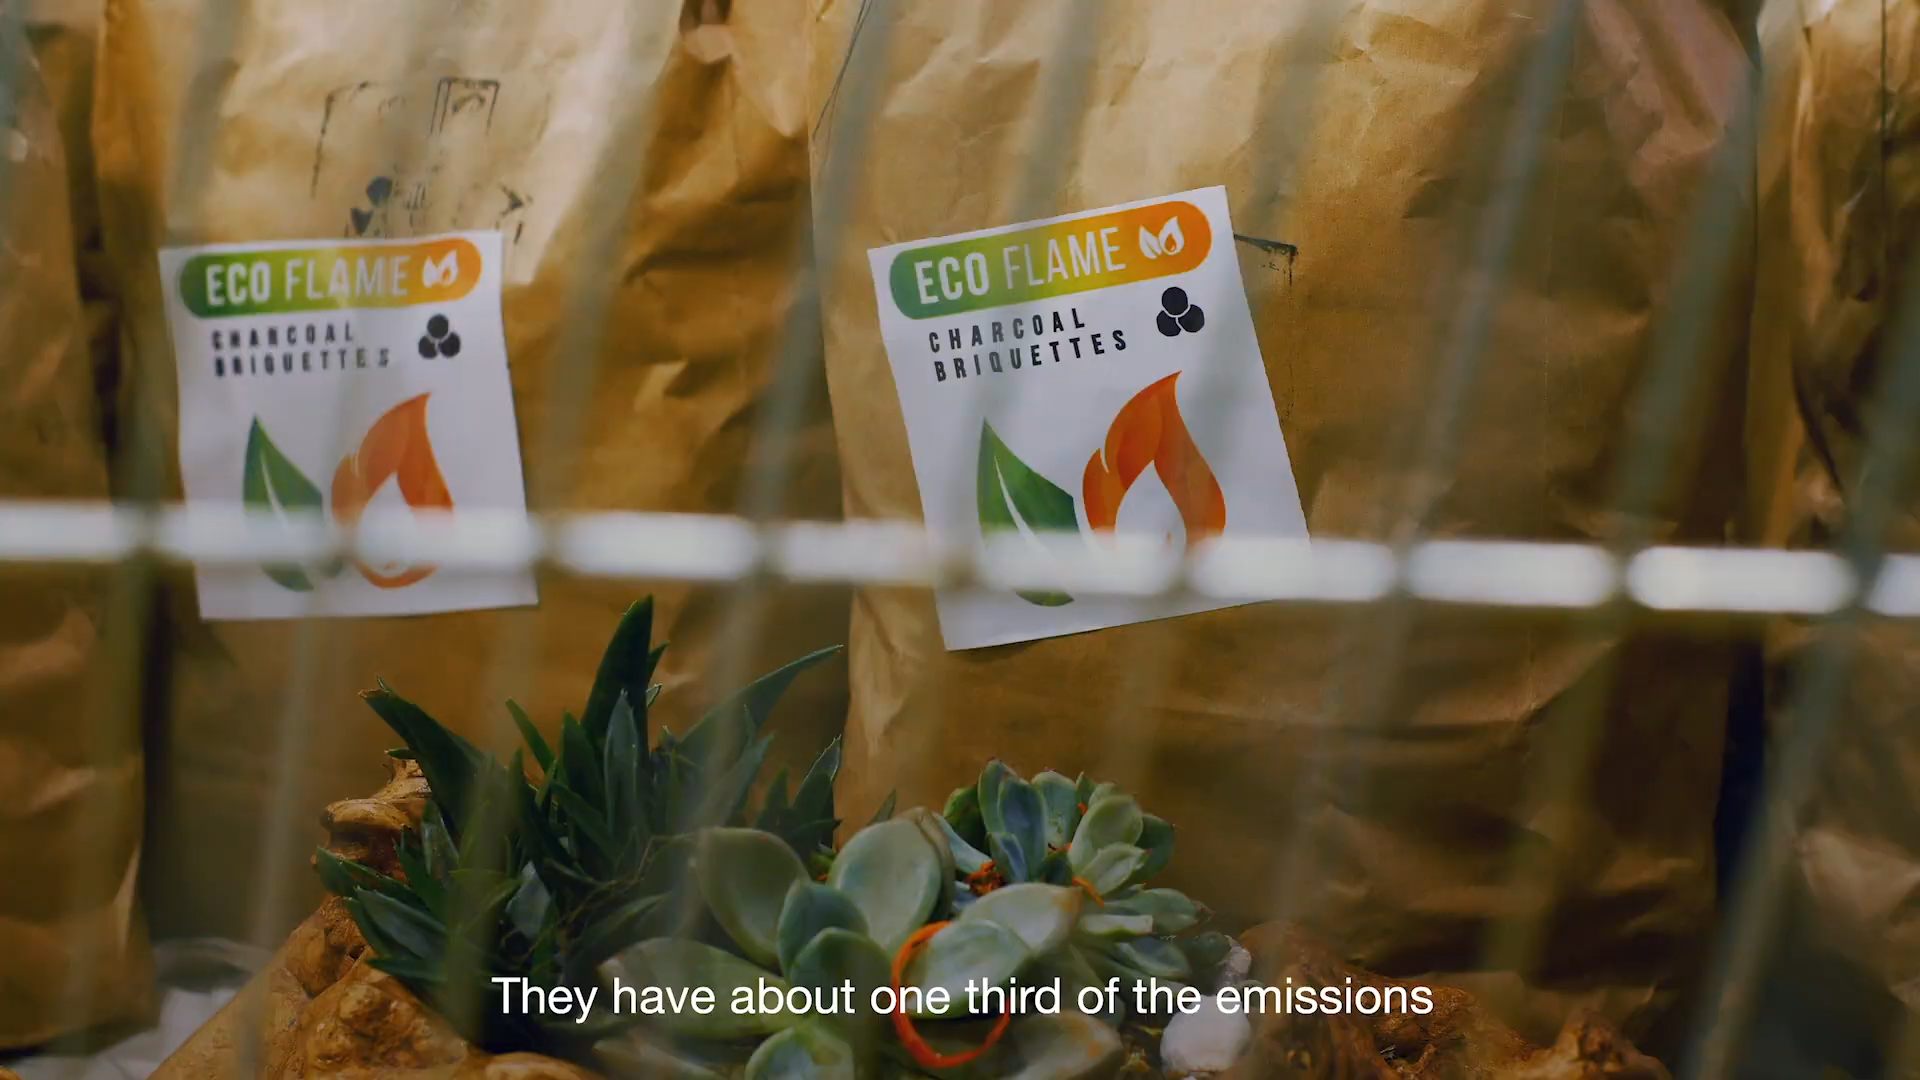 ECO FLAME
CHARCOAL
BRIQUETTES
ECO FLAME
CHARCOAL
BRIQUETTES
They have about one third of the emissions